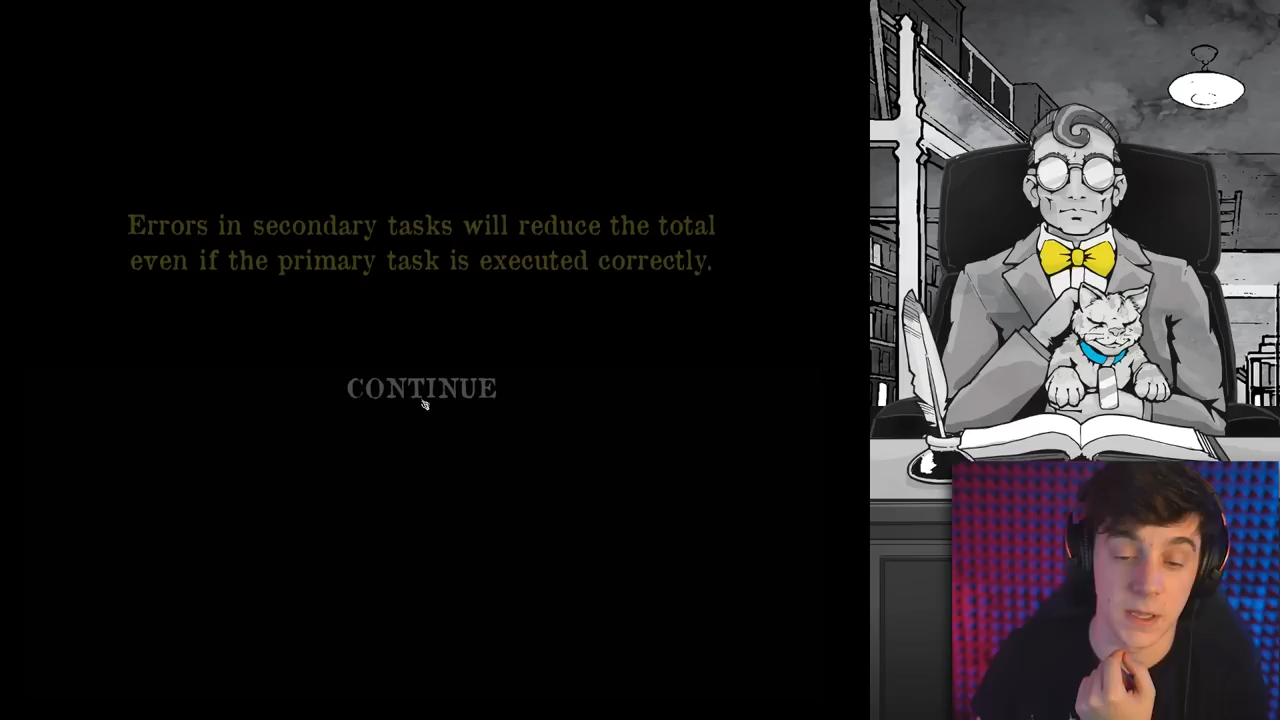 Errors in secondary tasks will reduce the total
even if the primary task is executed correctly.
CONTINUE